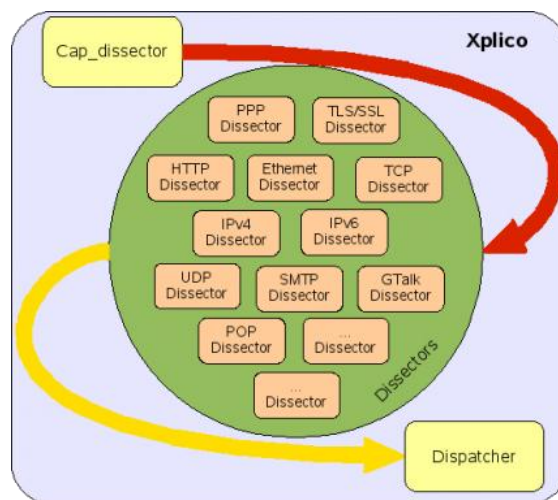 Xplico
Cap_dissector
PPP
Dissector
TLS/SSL
Dissector
HTTP
Dissector
Ethernet
Dissector
TCP
Dissector
IPv4
Dissector
IPv6
Dissector
UDP
Dissector
SMTP
Dissector
GTalk
Dissector
POP
Dissector
...
Dissector
...
Dissector
Dissectors
Dispatcher